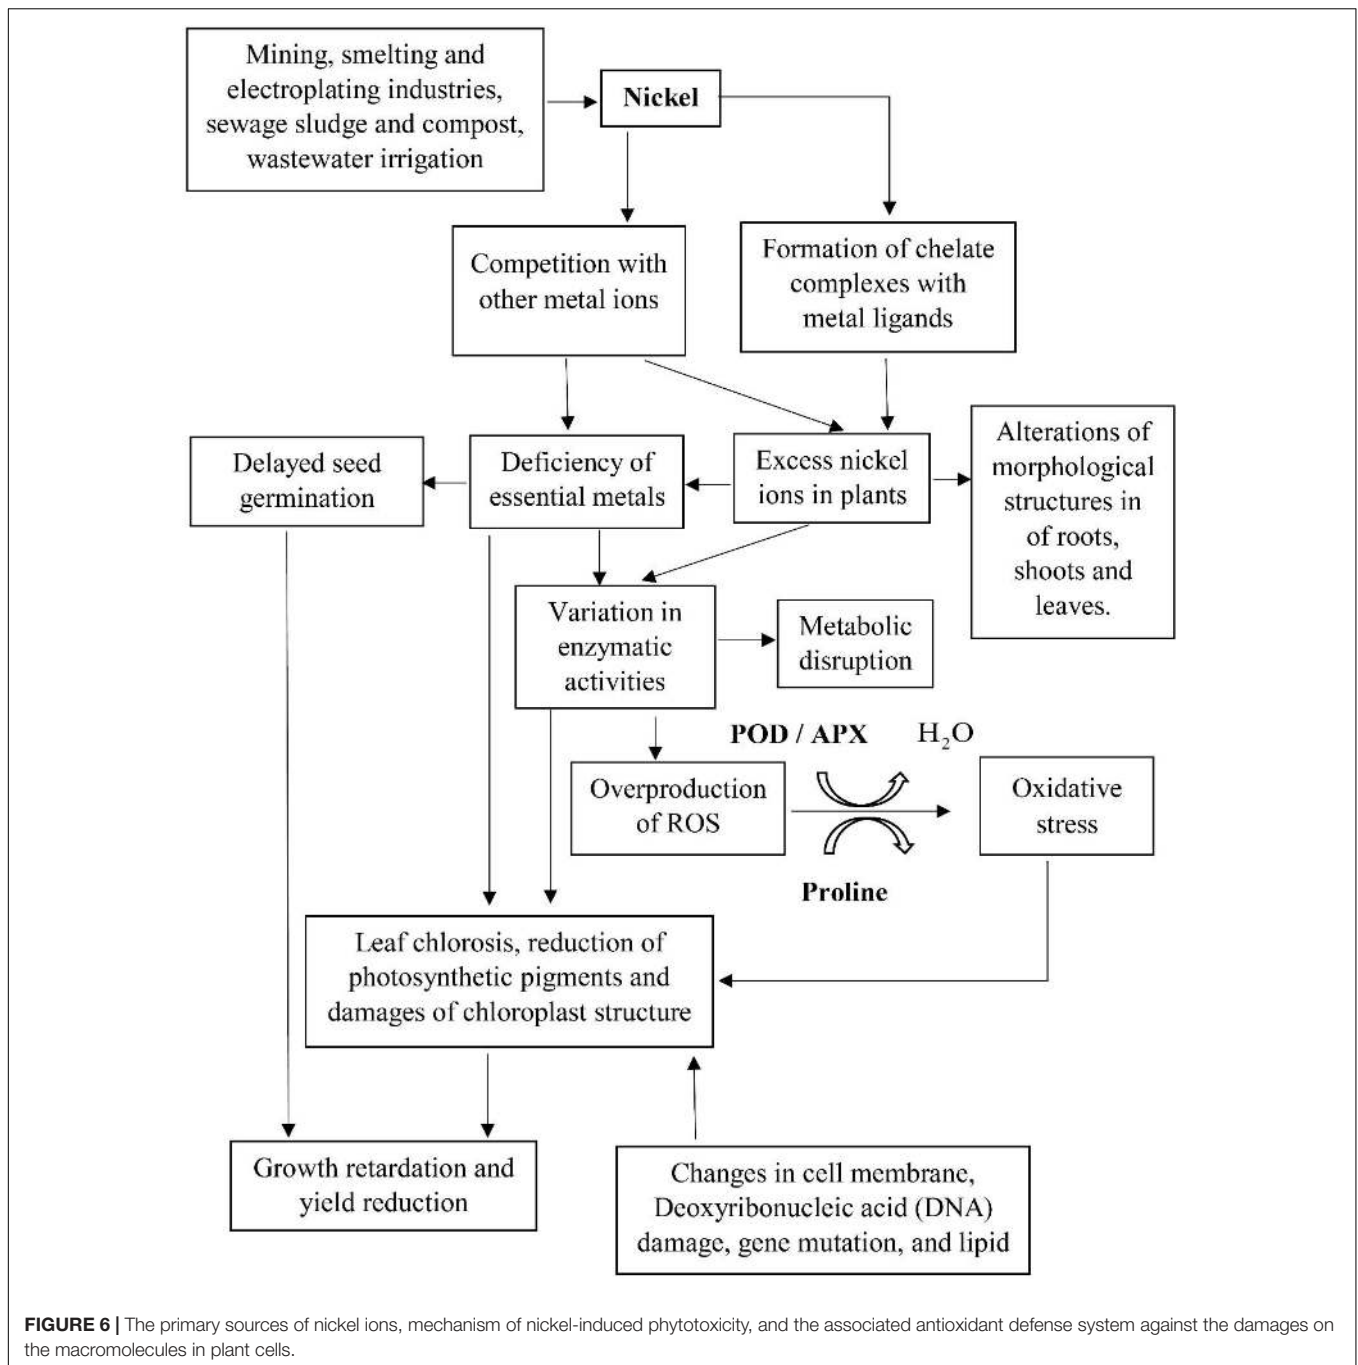 Mining, smelting and
electroplating industries,
sewage sludge and compost,
wastewater irrigation
Nickel
Competition with
other metal ions
Formation of chelate
complexes with
metal ligands
Delayed seed
germination
Deficiency of
essential metals
Excess nickel
ions in plants
Alterations of
morphological
structures in
of roots,
shoots and
leaves.
Variation in
enzymatic
activities
Metabolic
disruption
POD / APX
H₂O
Overproduction
of ROS
Oxidative
stress
Proline
Leaf chlorosis, reduction of
photosynthetic pigments and
damages of chloroplast structure
Growth retardation and
yield reduction
Changes in cell membrane,
Deoxyribonucleic acid (DNA)
damage, gene mutation, and lipid
FIGURE 6 | The primary sources of nickel ions, mechanism of nickel-induced phytotoxicity, and the associated antioxidant defense system against the damages on
the macromolecules in plant cells.